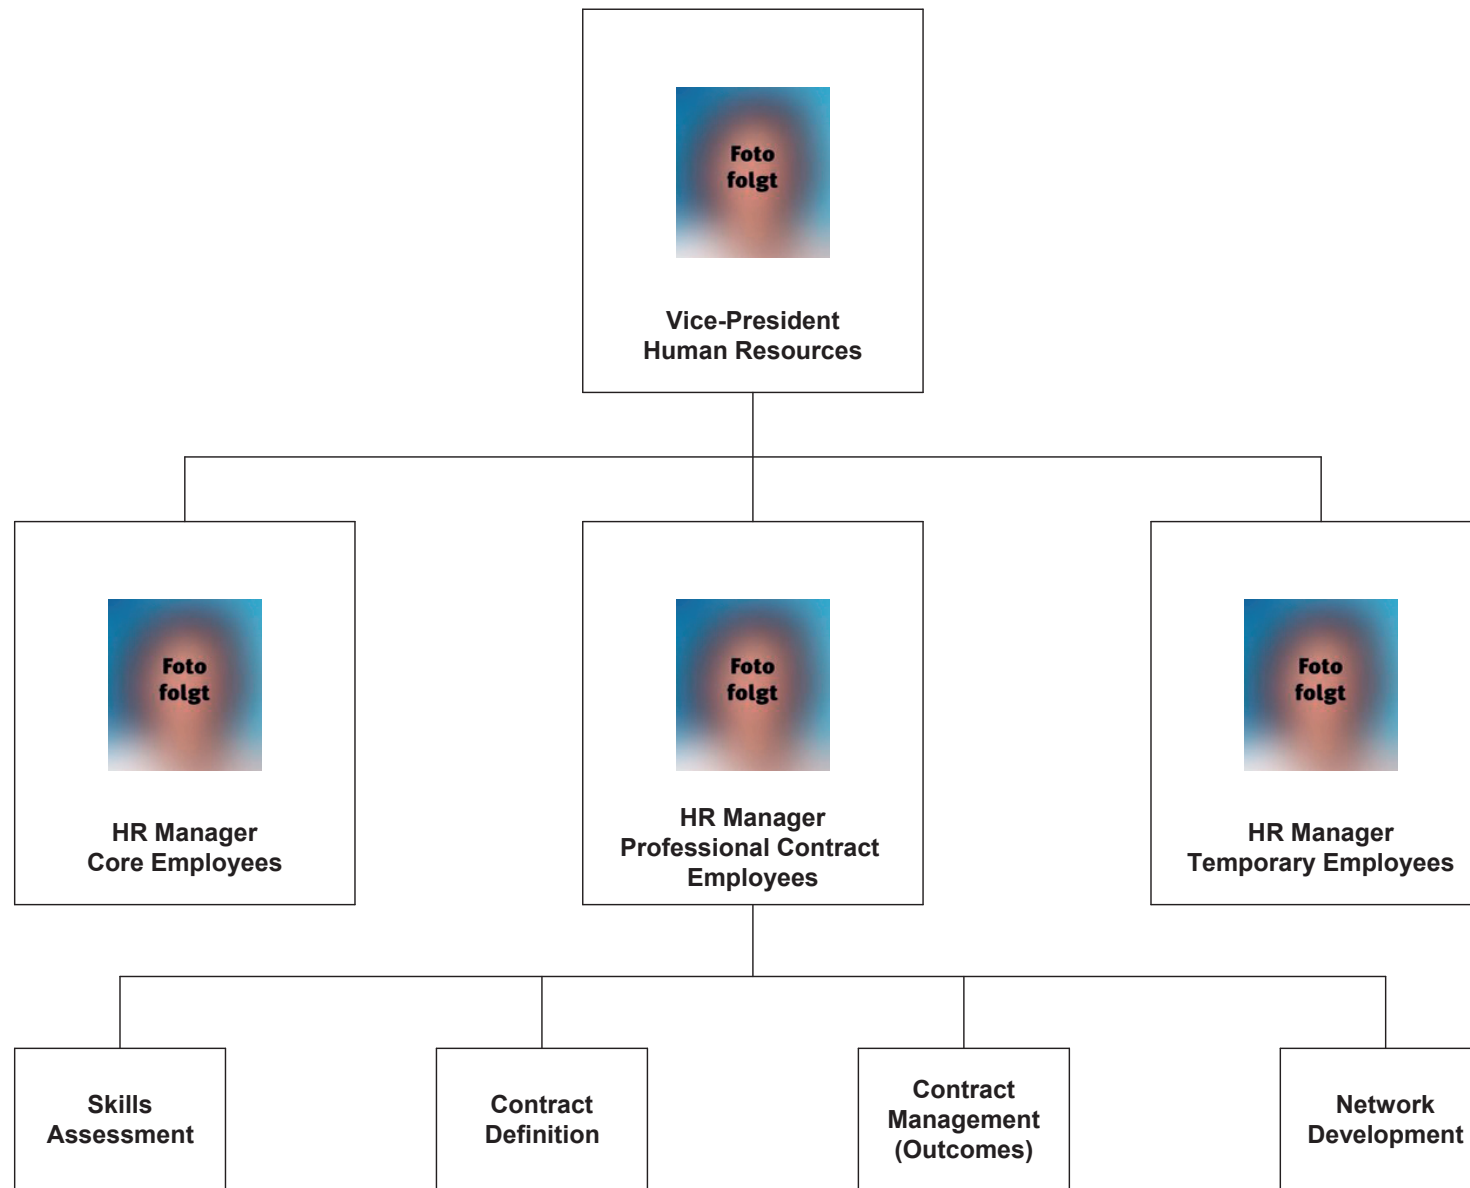 Foto
folgt
Vice-President
Human Resources
Foto
folgt
HR Manager
Core Employees
Foto
folgt
HR Manager
Professional Contract
Employees
Foto
folgt
HR Manager
Temporary Employees
Skills
Assessment
Contract
Definition
Contract
Management
(Outcomes)
Network
Development